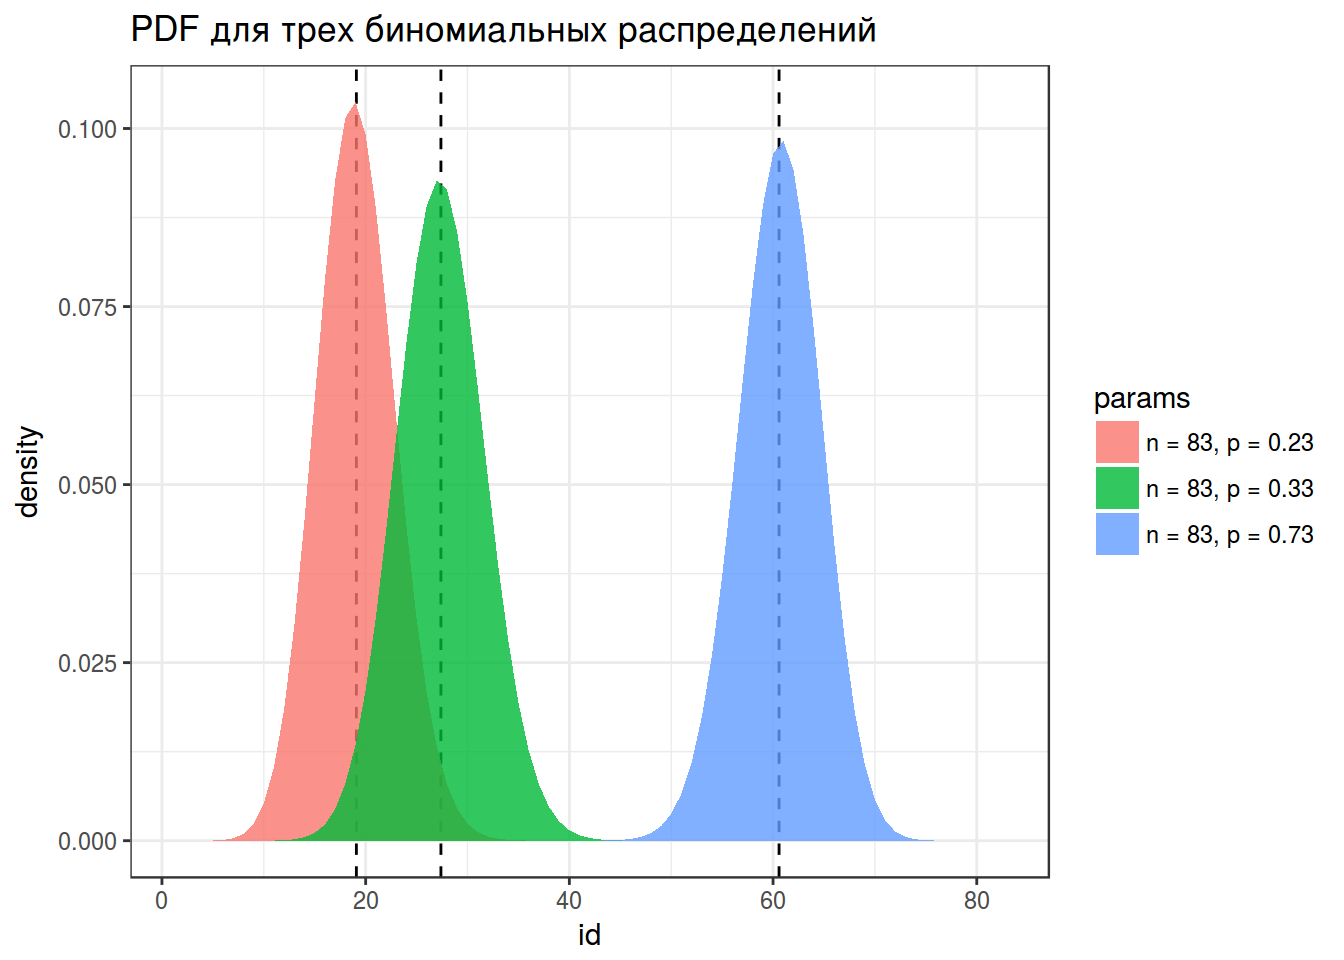 PDF для трех биномиальных распределений
0.100
0.075
0.050
0.025
0.000
density
0 20 40 60 80
id
params
n = 83, p = 0.23
n = 83, p = 0.33
n = 83, p = 0.73